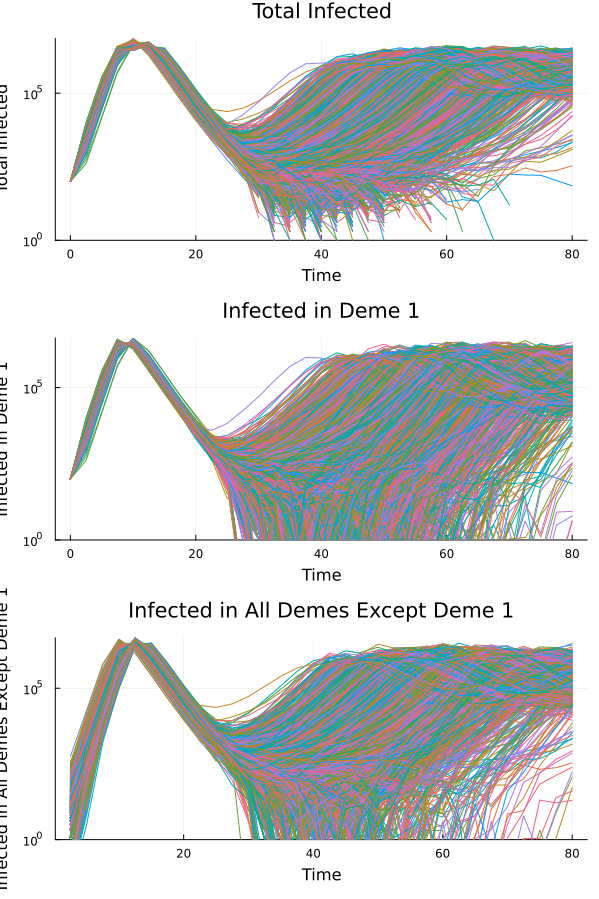 Total Infected
Total Infected
10^5
10^0
0 20 40 60 80
Time
Infected in Deme 1
Infected in Deme 1
10^5
10^0
0 20 40 60 80
Time
Infected in All Demes Except Deme 1
Infected in All Demes Except Deme 1
10^5
10^0
20 40 60 80
Time